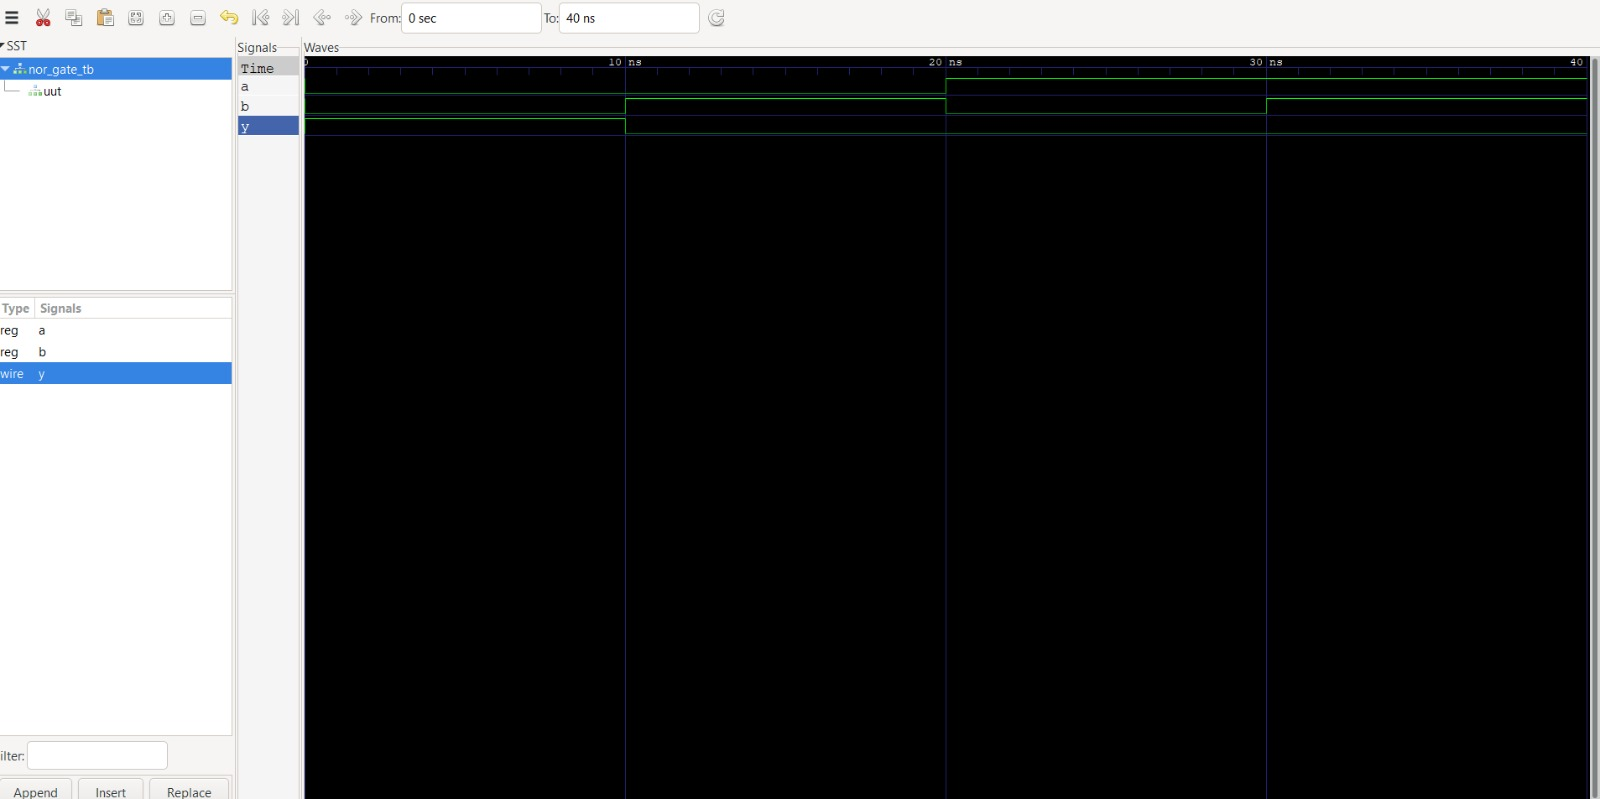 From: 0 sec To: 40 ns
SST
nor_gate_tb
uut
Type Signals
reg a
reg b
wire y
ilter:
Append Insert Replace
Signals
Time
a
b
y
Waves
0 10 ns 20 ns 30 ns 40